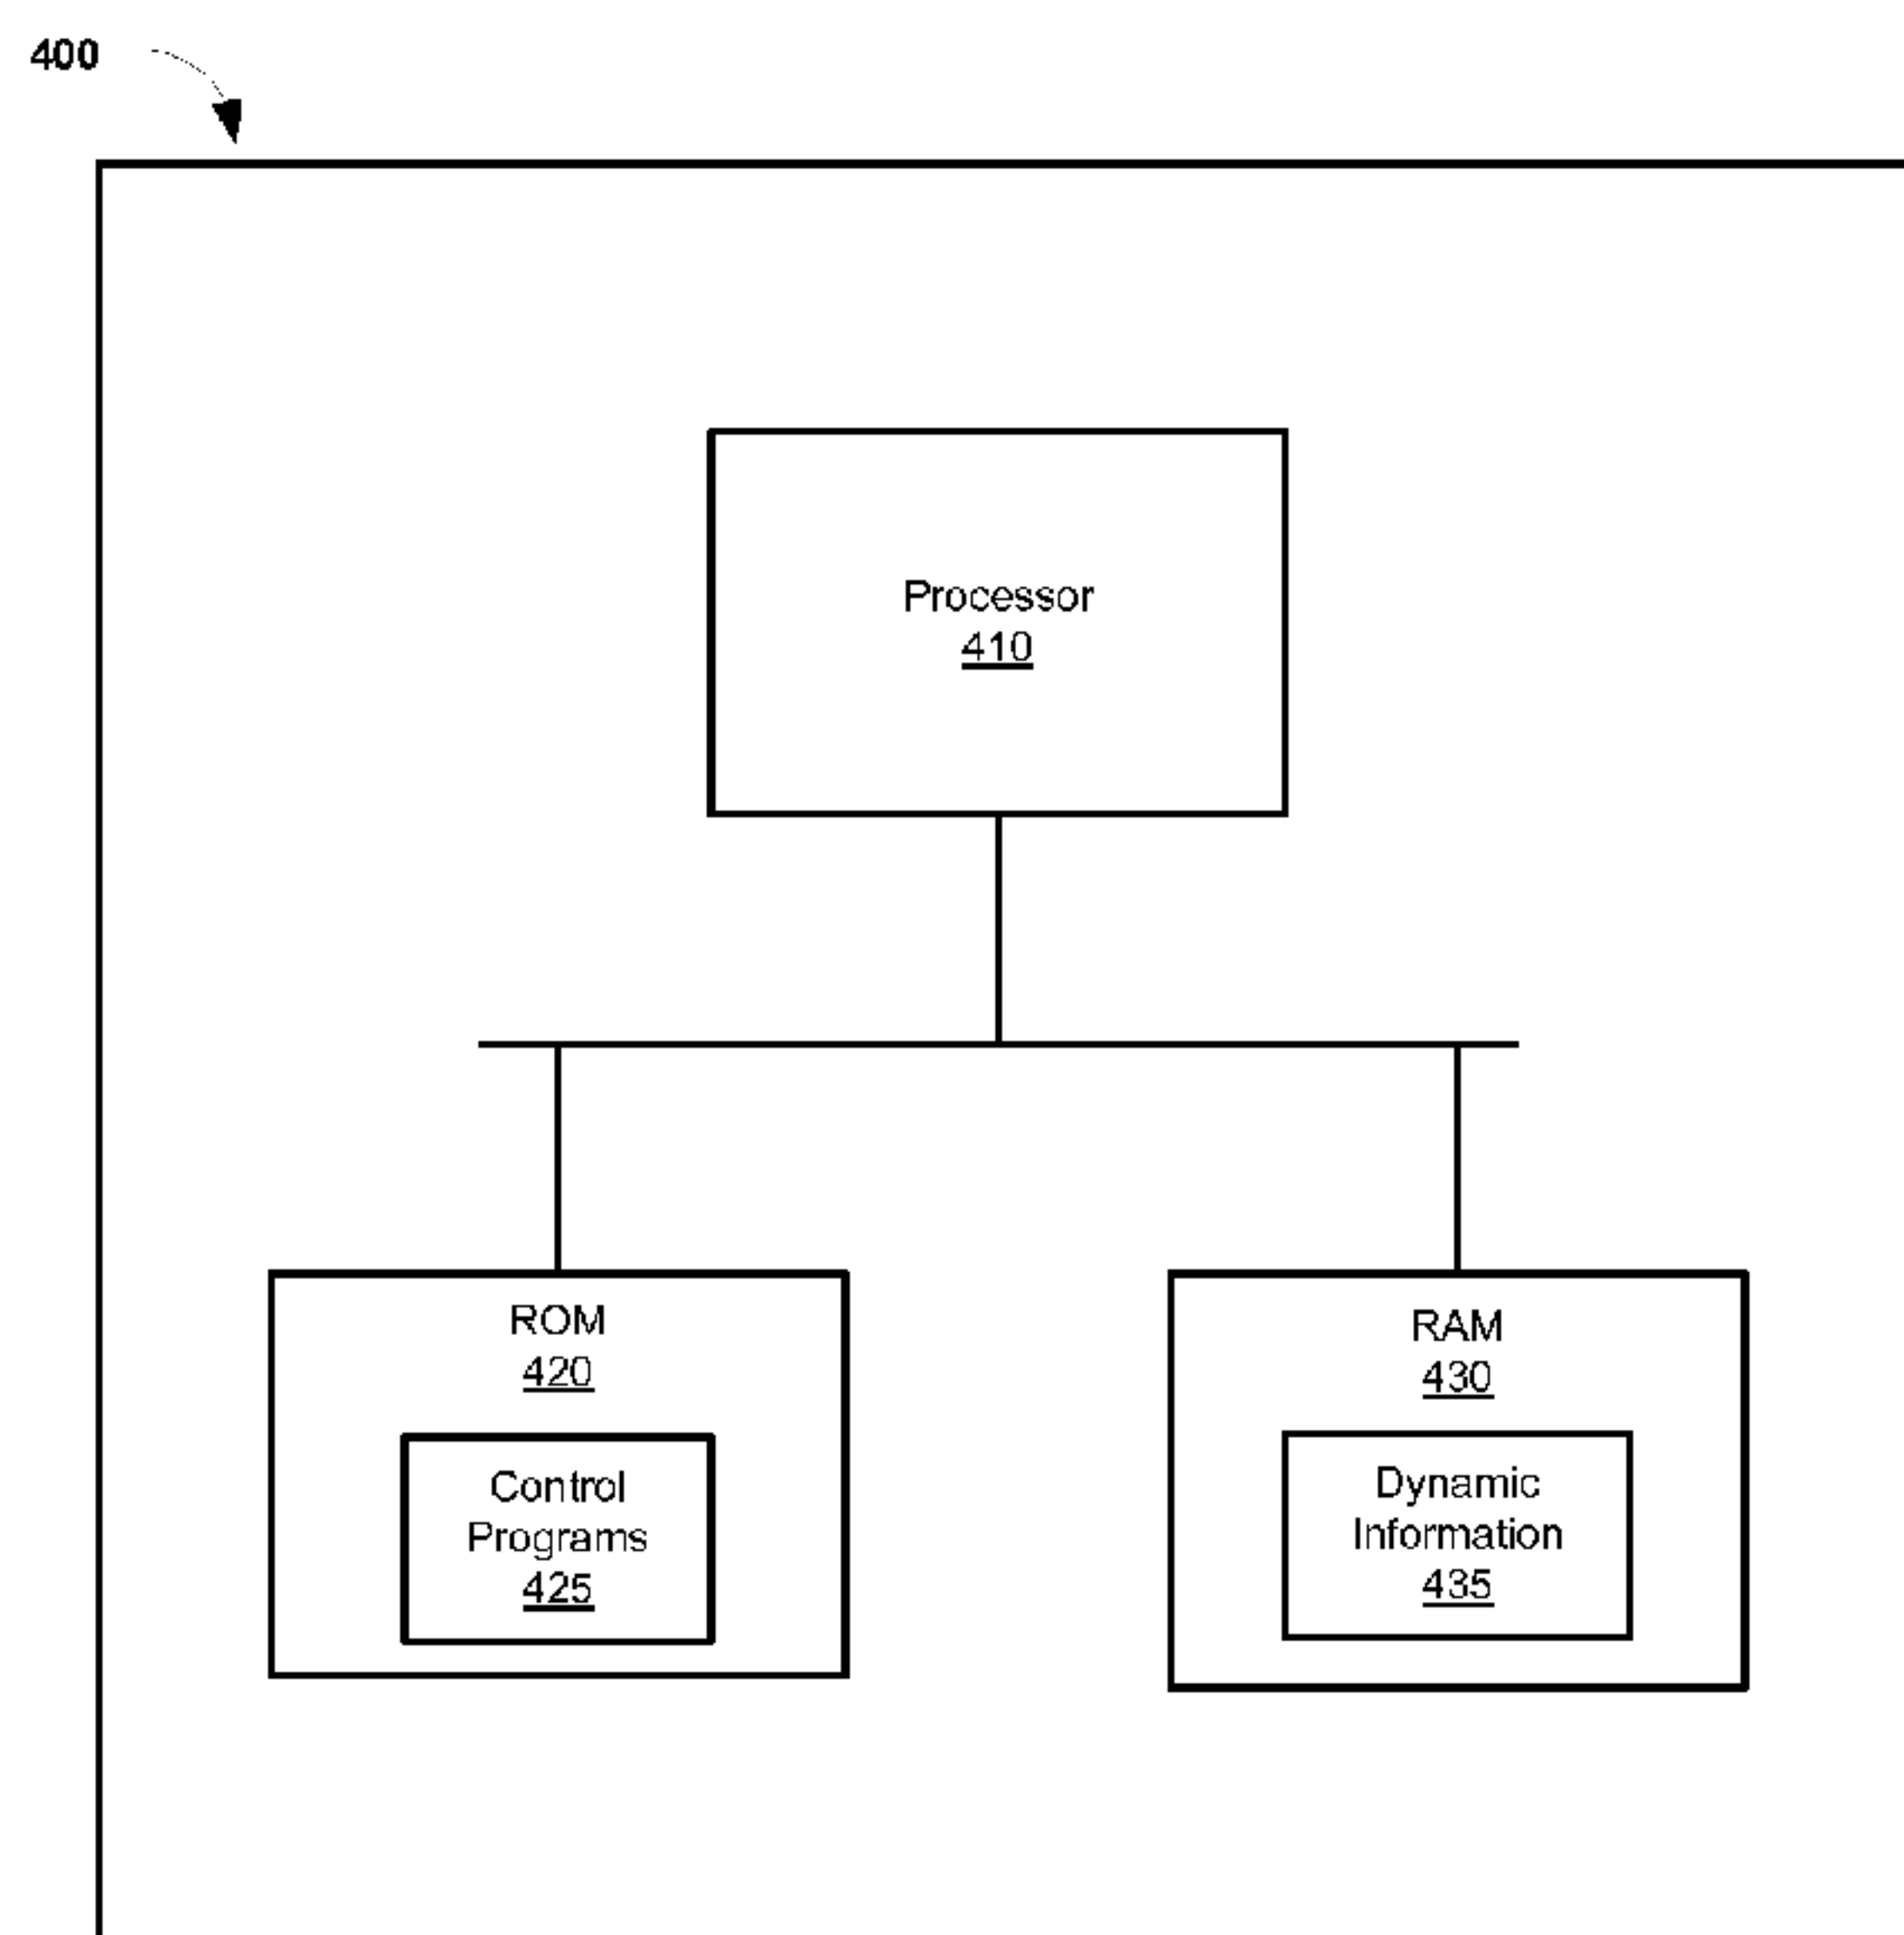 400
Processor
410
ROM
420
Control
Programs
425
RAM
430
Dynamic
Information
435